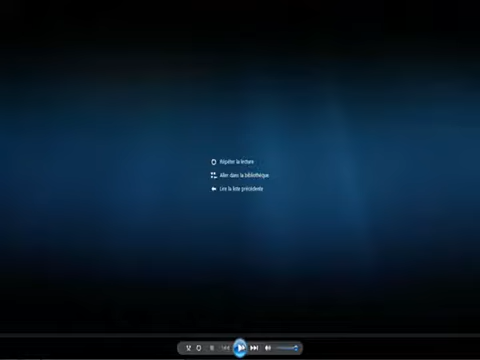 Répéter la lecture
Aller dans la bibliothèque
Lire la liste précédente